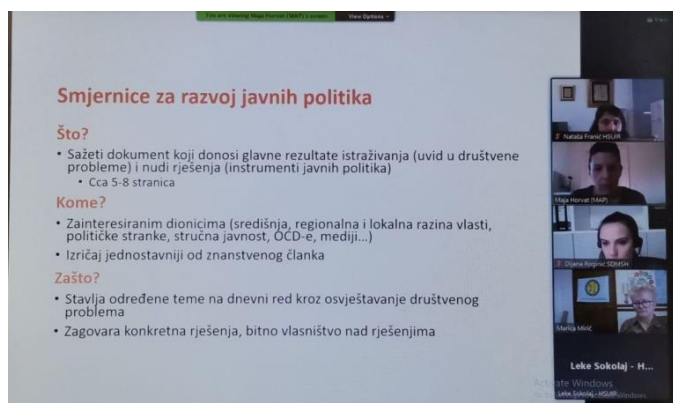 You are viewing Maja Horvat (MAP)'s screen
View Options
Smjernice za razvoj javnih politika
Što?
• Sažeti dokument koji donosi glavne rezultate istraživanja (uvid u društvene
probleme) i nudi rješenja (instrumenti javnih politika)
• Cca 5-8 stranica
Kome?
• Zainteresiranim dionicima (središnja, regionalna i lokalna razina vlasti,
političke stranke, stručna javnost, OCD-e, mediji...)
• Izričaj jednostavniji od znanstvenog članka
Zašto?
• Stavlja određene teme na dnevni red kroz osvještavanje društvenog
problema
• Zagovara konkretna rješenja, bitno vlasništvo nad rješenjima
Nataša Franić HSUIR
Maja Horvat (MAP)
Dijana Roginić SDMSH
Marica Mirić
Leke Sokolaj - H...
Activate Windows
Leke Sokolaj - HSUIR